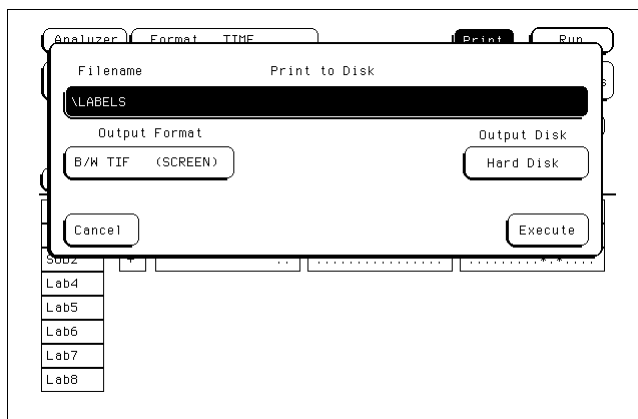 Analyzer Format TIME Print Run
Filename Print to Disk
\LABELS
Output Format Output Disk
B/W TIF (SCREEN) Hard Disk
Cancel Execute
SUB2 + .. ................ .........*.*....
Lab4
Lab5
Lab6
Lab7
Lab8